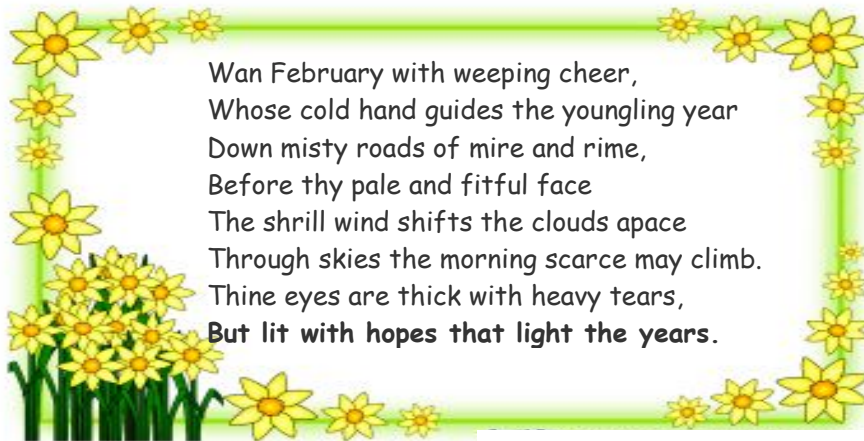 Wan February with weeping cheer,
Whose cold hand guides the youngling year
Down misty roads of mire and rime,
Before thy pale and fitful face
The shrill wind shifts the clouds apace
Through skies the morning scarce may climb.
Thine eyes are thick with heavy tears,
But lit with hopes that light the years.